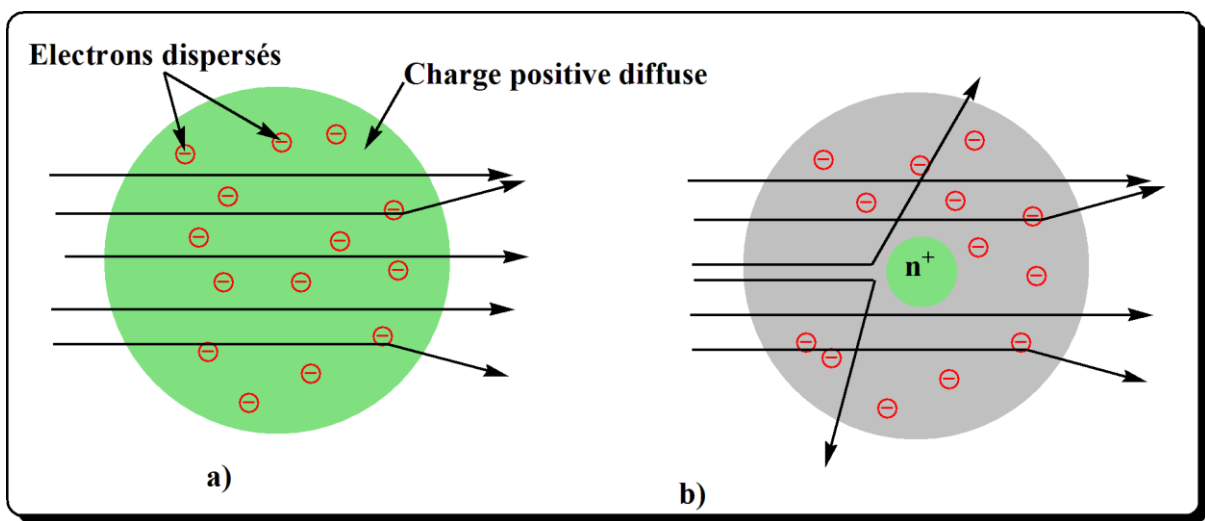 Electrons dispersés
Charge positive diffuse
n⁺
a)
b)